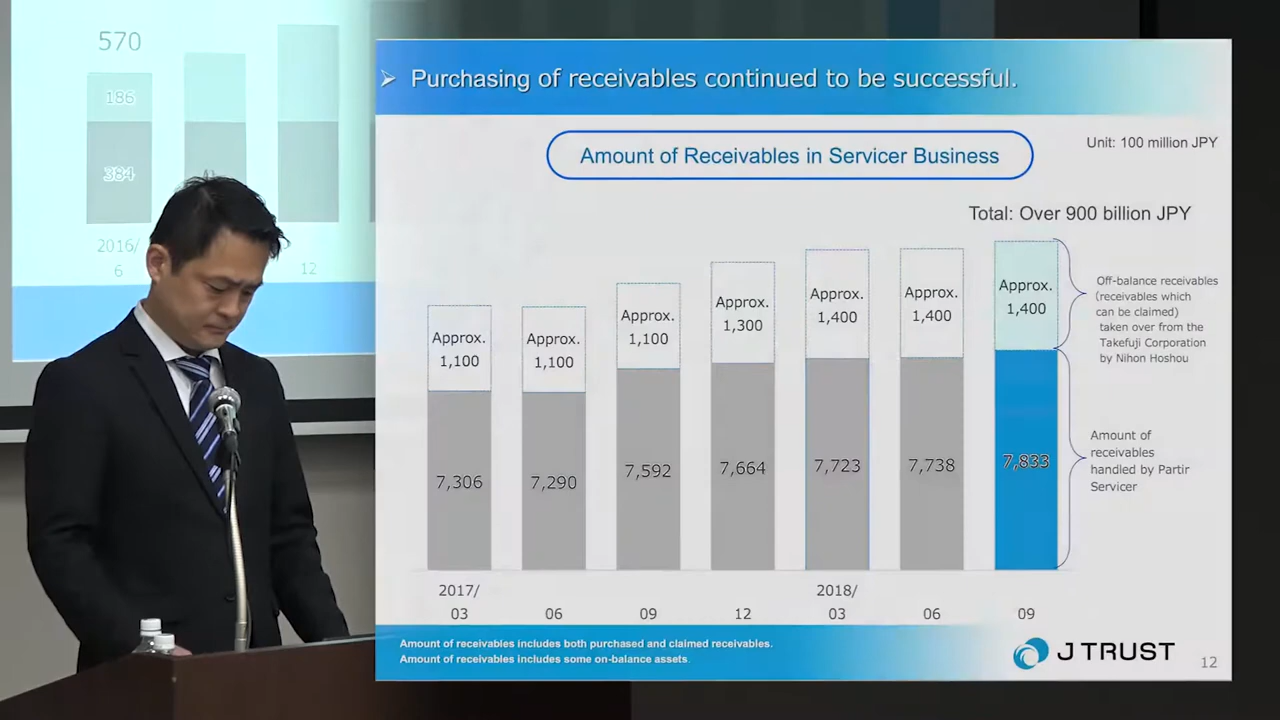 570
186
384
2016/
6
12
➢ Purchasing of receivables continued to be successful.
Amount of Receivables in Servicer Business
Unit: 100 million JPY
Total: Over 900 billion JPY
Approx.
1,100
Approx.
1,100
Approx.
1,100
Approx.
1,300
Approx.
1,400
Approx.
1,400
Approx.
1,400
7,306
7,290
7,592
7,664
7,723
7,738
7,833
Off-balance receivables
(receivables which
can be claimed)
taken over from the
Takefuji Corporation
by Nihon Hoshou
Amount of
receivables
handled by Partir
Servicer
2017/
03
06
09
12
2018/
03
06
09
Amount of receivables includes both purchased and claimed receivables.
Amount of receivables includes some on-balance assets.
J TRUST
12